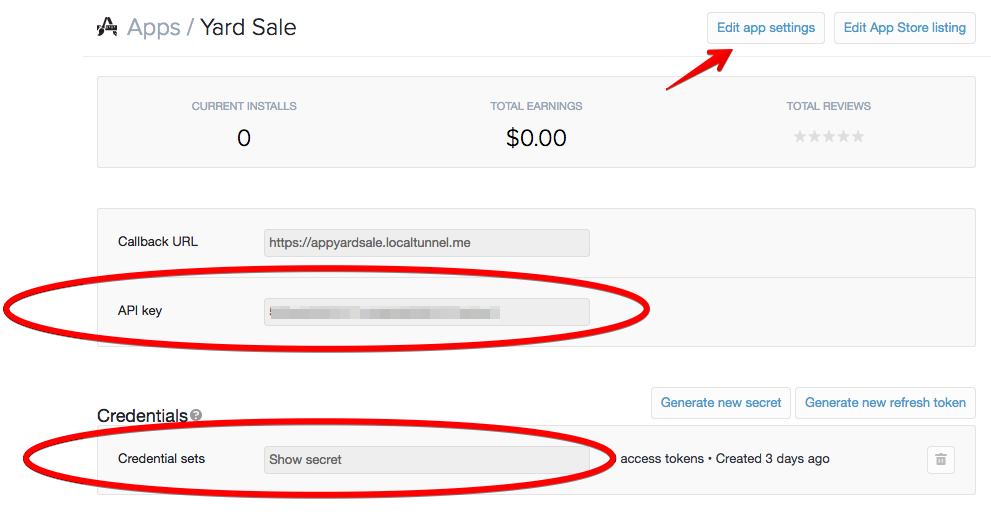 Apps / Yard Sale
Edit app settings
Edit App Store listing
CURRENT INSTALLS
TOTAL EARNINGS
TOTAL REVIEWS
0
$0.00
Callback URL
https://appyardsale.localtunnel.me
API key
Credentials
Generate new secret
Generate new refresh token
Credential sets
Show secret
access tokens • Created 3 days ago